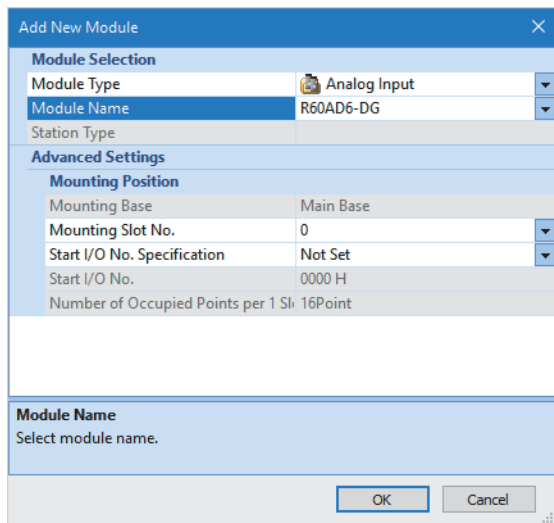 Add New Module
Module Selection
Module Type Analog Input
Module Name R60AD6-DG
Station Type
Advanced Settings
Mounting Position
Mounting Base Main Base
Mounting Slot No. 0
Start I/O No. Specification Not Set
Start I/O No. 0000 H
Number of Occupied Points per 1 Sl 16Point
Module Name
Select module name.
OK Cancel